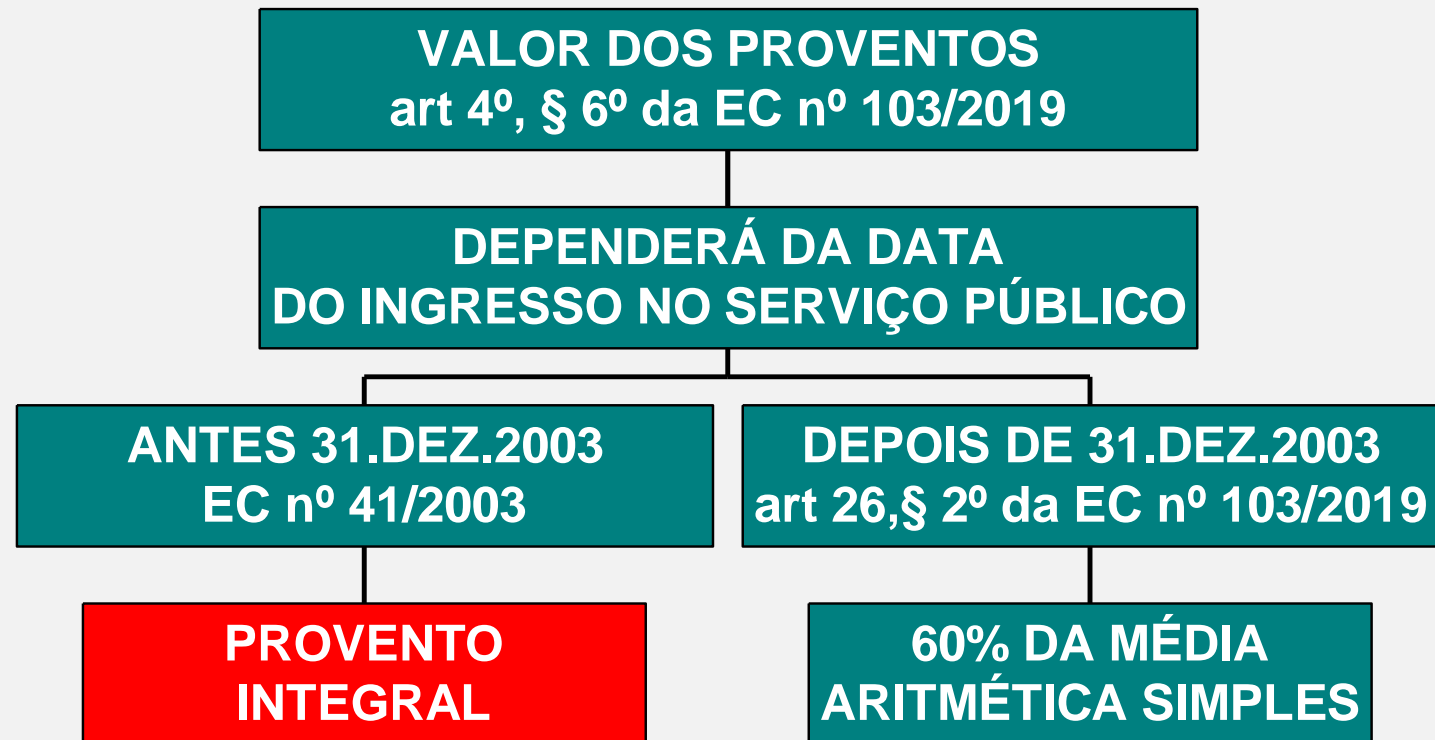 VALOR DOS PROVENTOS
art 4º, § 6º da EC nº 103/2019
DEPENDERÁ DA DATA
DO INGRESSO NO SERVIÇO PÚBLICO
ANTES 31.DEZ.2003
EC nº 41/2003
DEPOIS DE 31.DEZ.2003
art 26,§ 2º da EC nº 103/2019
PROVENTO
INTEGRAL
60% DA MÉDIA
ARITMÉTICA SIMPLES